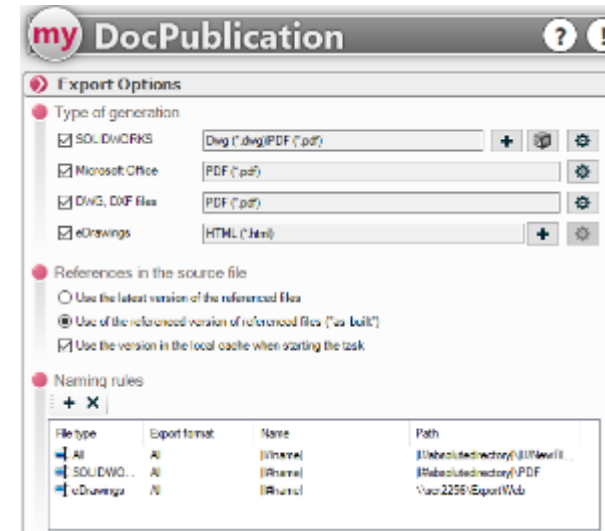 my DocPublication
? !
Export Options
Type of generation
SOLIDWORKS Dwg (*.dwg)|PDF (*.pdf)
Microsoft Office PDF (*.pdf)
DWG, DXF files PDF (*.pdf)
eDrawings HTML (*.html)
References in the source file
Use the latest version of the referenced files
Use of the referenced version of referenced files ("as-built")
Use the version in the local cache when starting the task
Naming rules
File type Export format Name Path
All All
SOLIDWO... All
eDrawings All